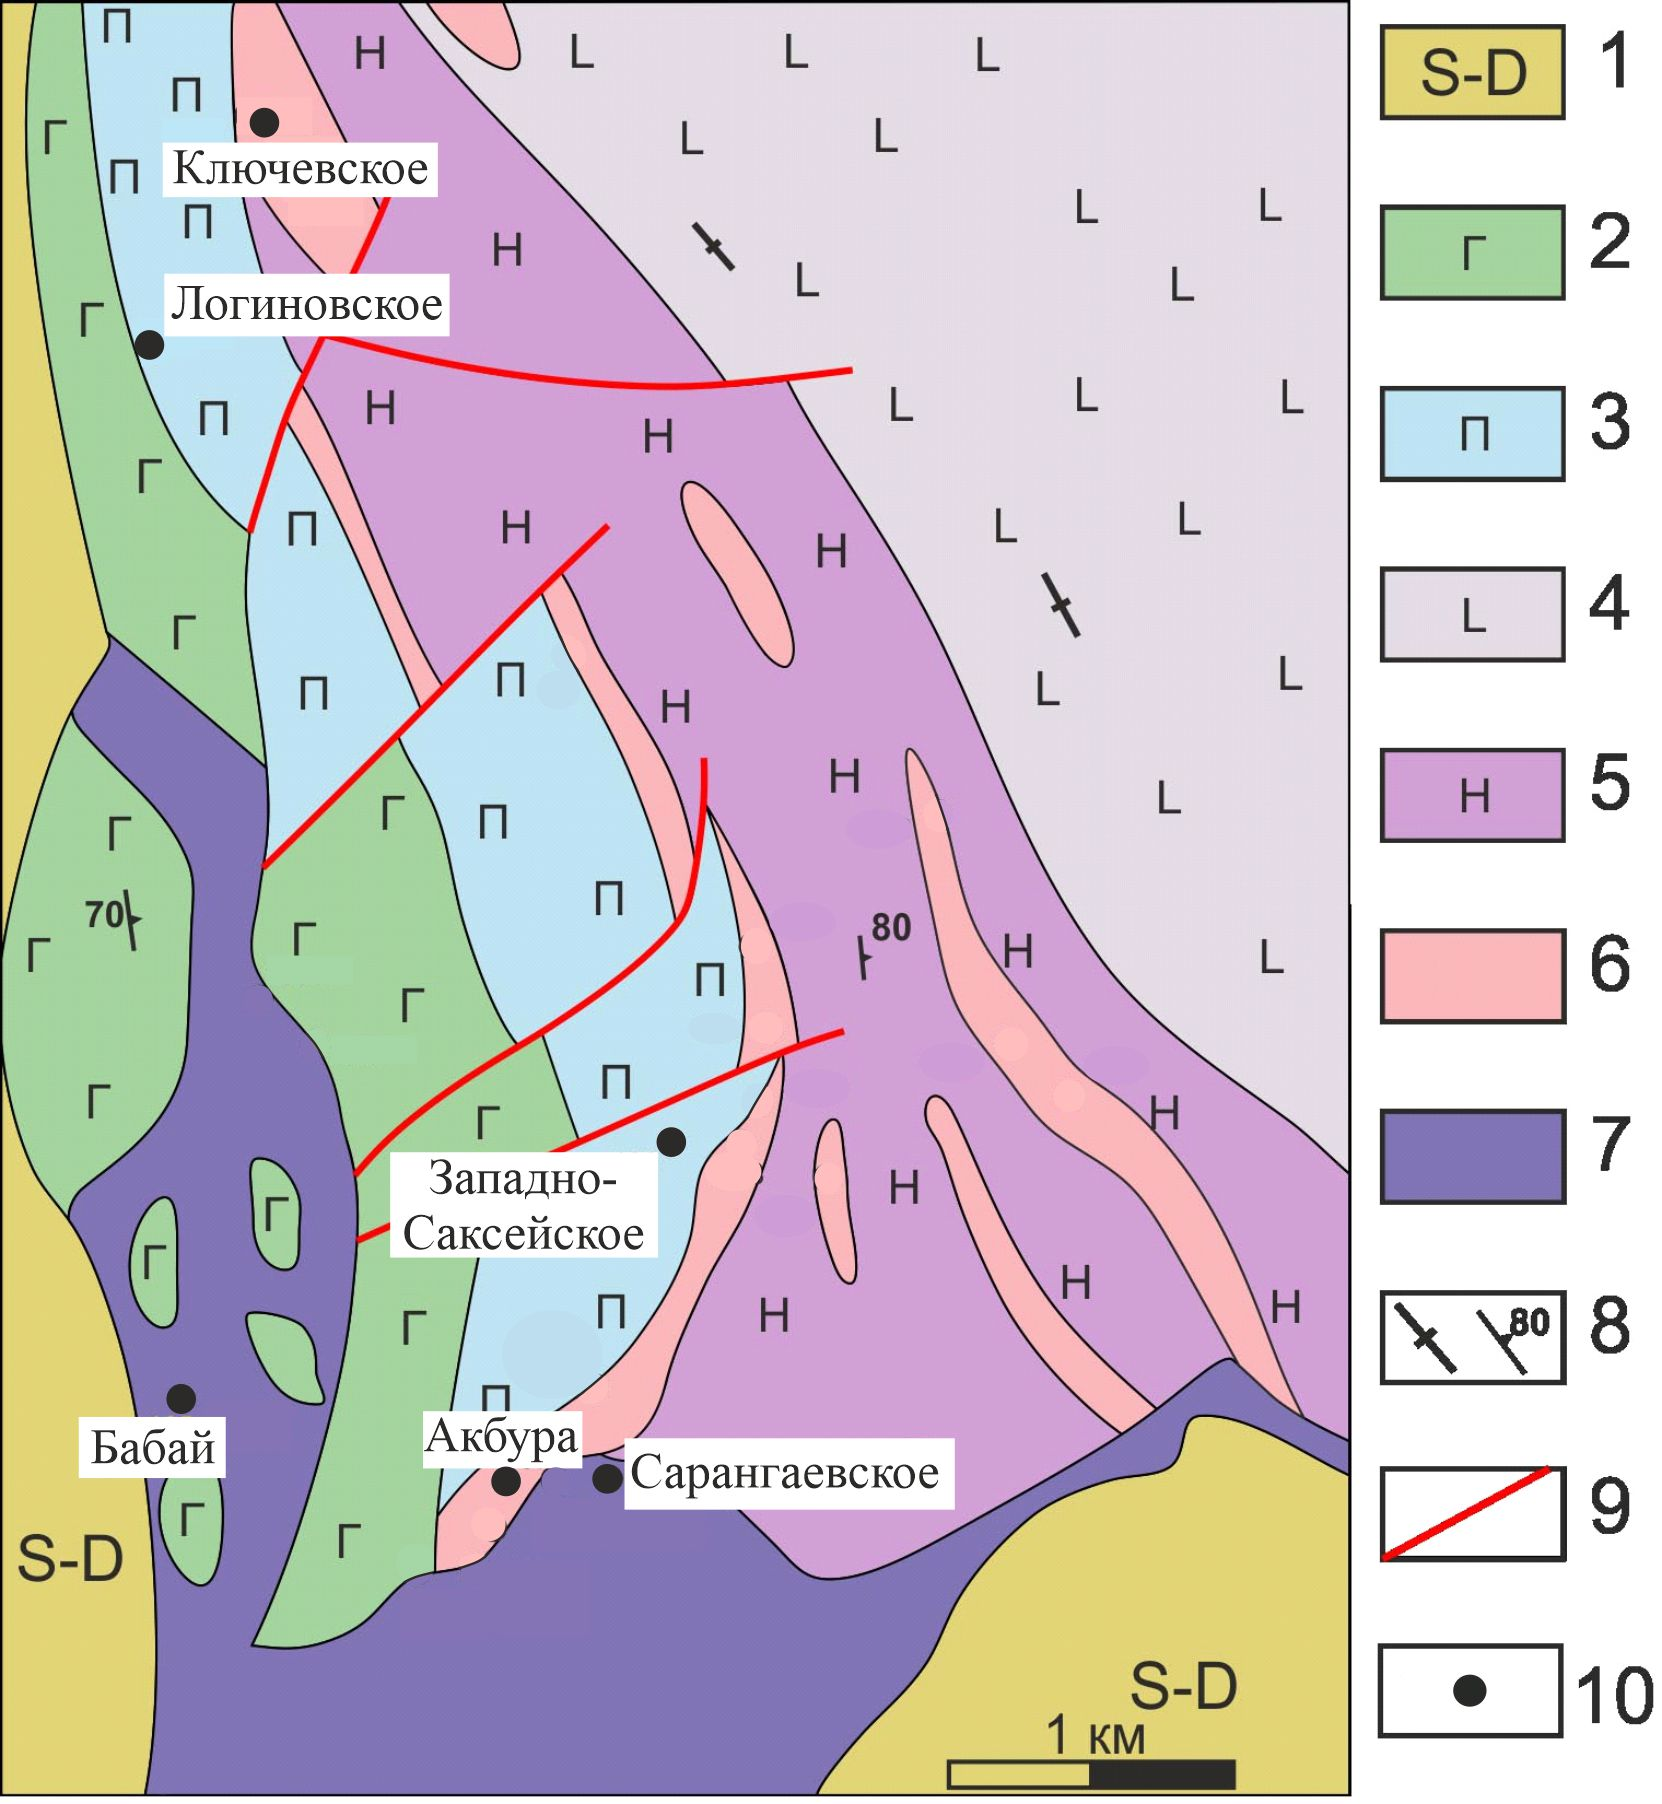 П
Н
L
L
L
S-D
1
П
Г
L
L
Ключевское
П
П
Н
L
L
L
Г
2
L
Логиновское
Г
П
Н
Н
L
L
L
П
3
Г
П
Н
Н
L
L
L
4
Г
П
П
Н
L
L
Г
Г
П
Н
L
Н
5
70
Г
Г
П
80
Н
L
6
Г
П
Г
П
Г
Н
7
Г
Г
Западно-
Саксейское
Н
Г
П
Н
Н
Н
80
8
П
Акбура
Бабай
Сарангаевское
Г
Г
9
S-D
S-D
1 км
10